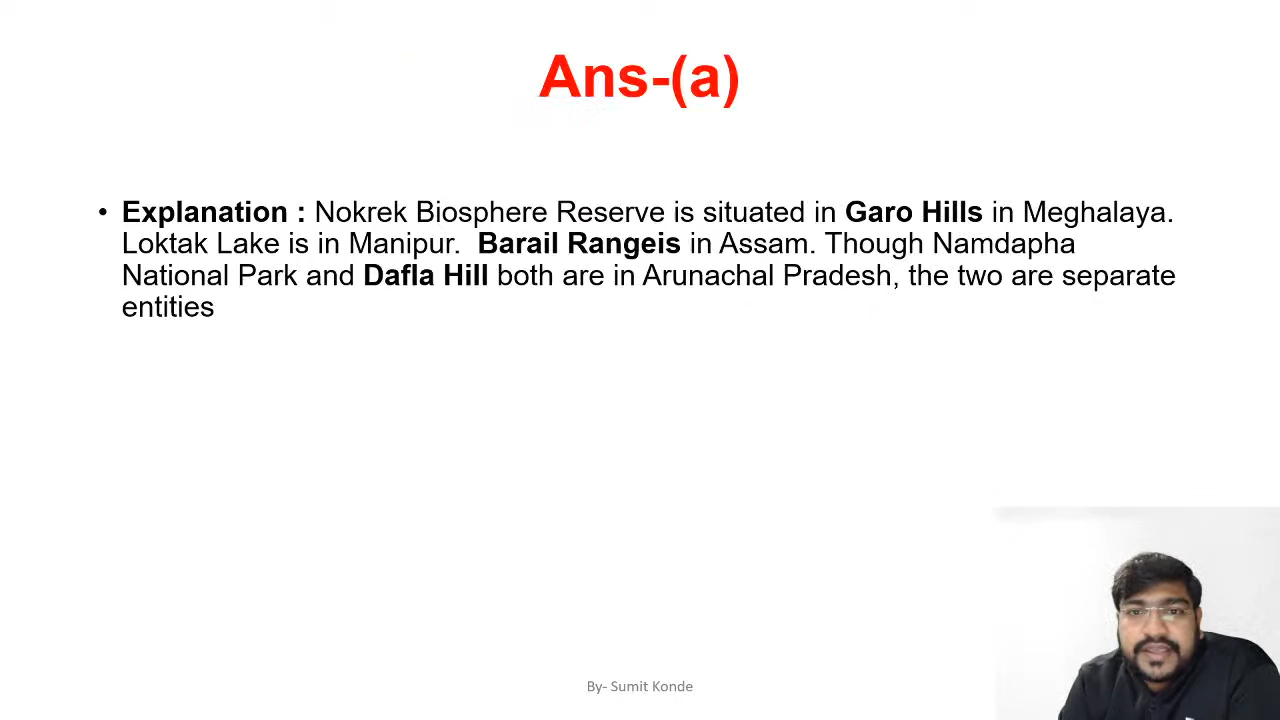 Ans-(a)
• Explanation : Nokrek Biosphere Reserve is situated in Garo Hills in Meghalaya.
Loktak Lake is in Manipur.  Barail Rangeis in Assam. Though Namdapha
National Park and Dafla Hill both are in Arunachal Pradesh, the two are separate
entities
By- Sumit Konde